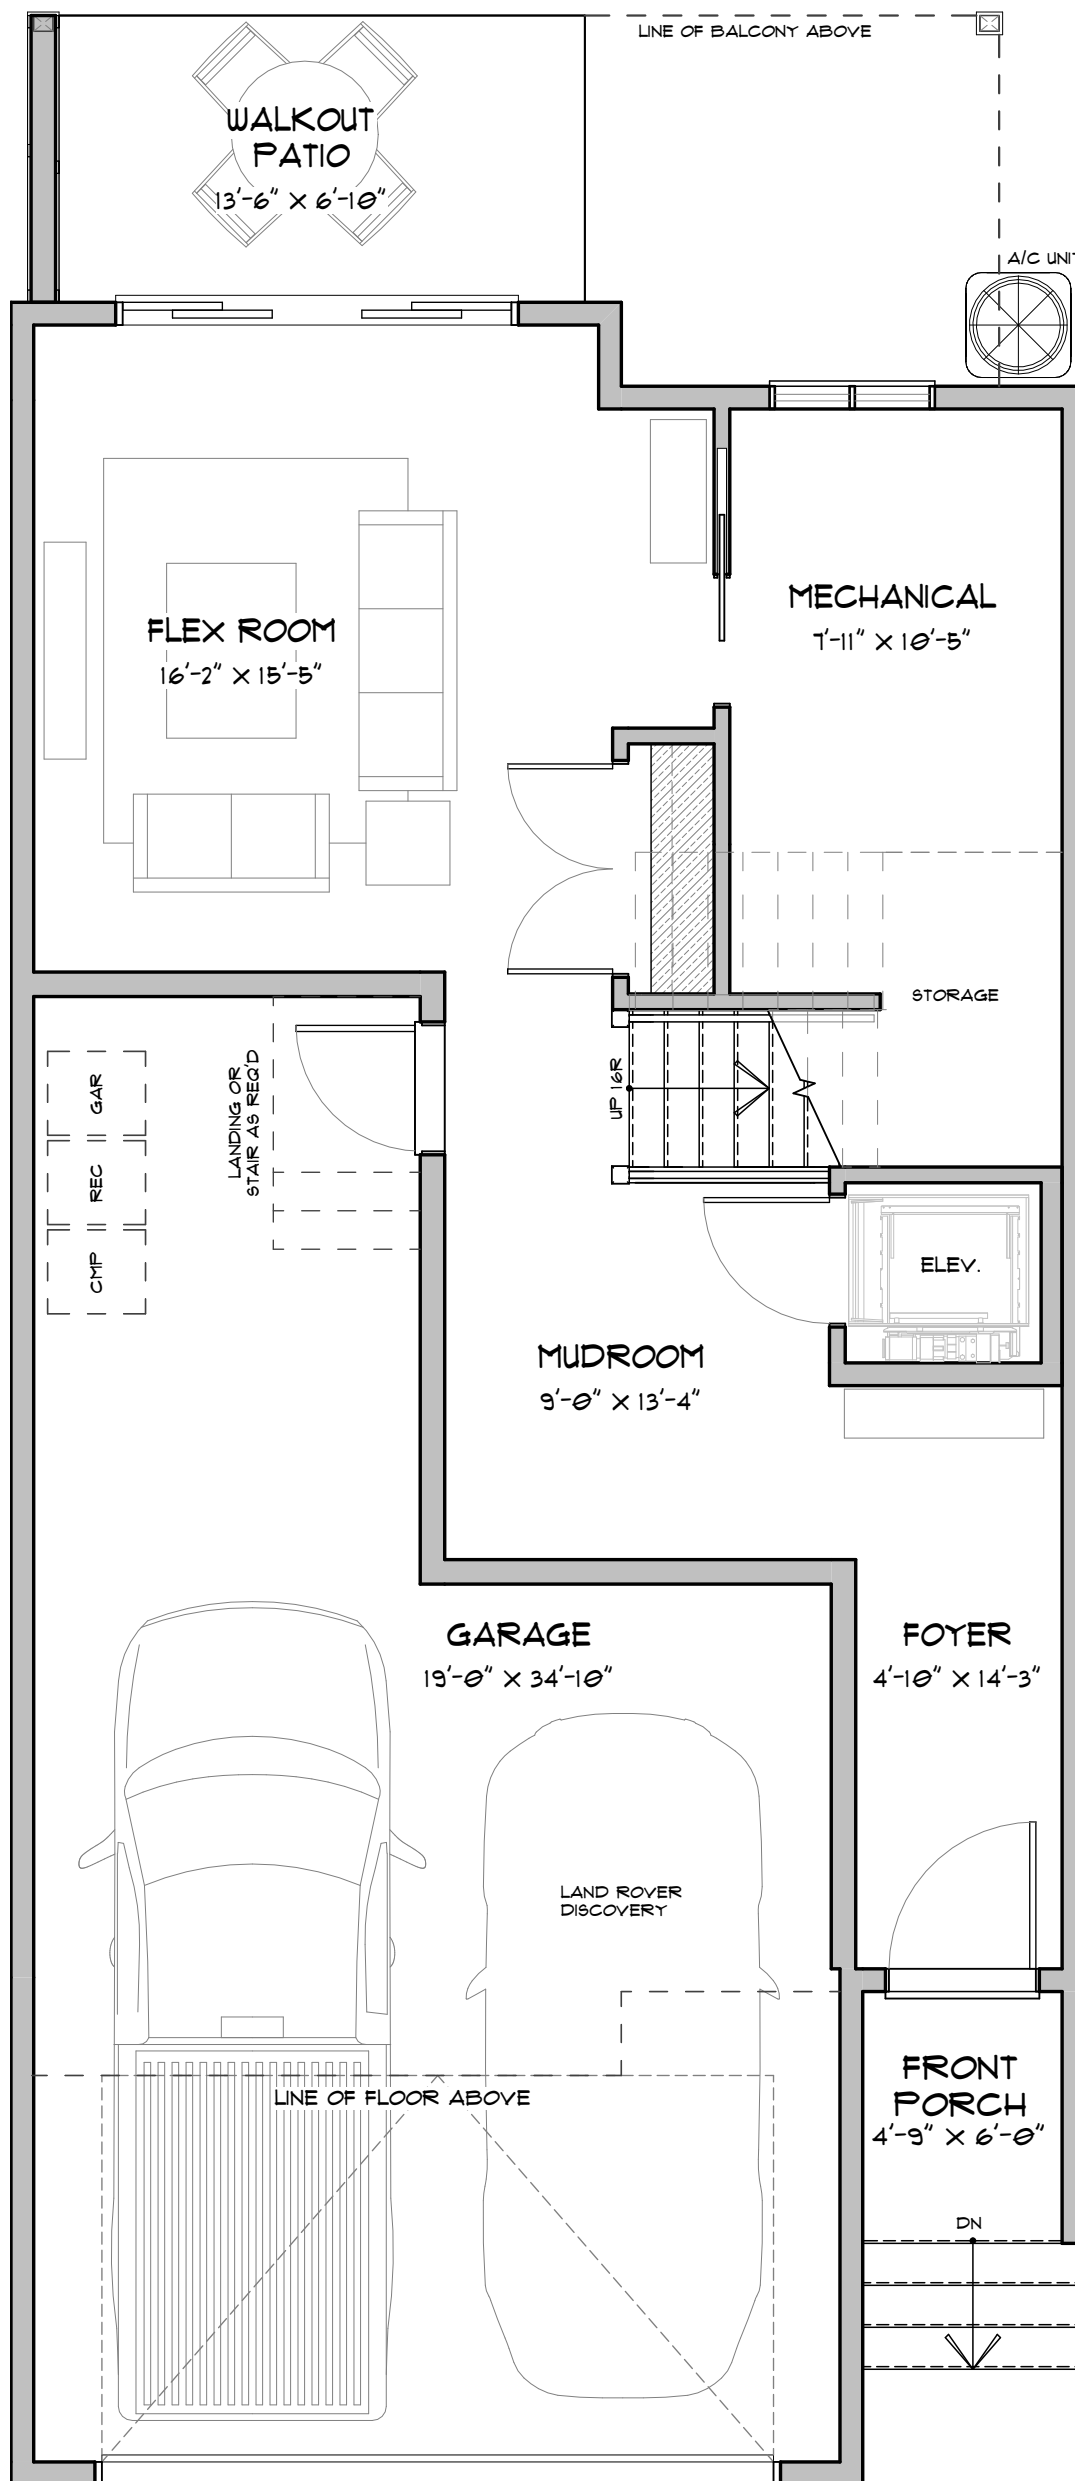 LINE OF BALCONY ABOVE
WALKOUT
PATIO
13'-6" X 6'-10"
A/C UNIT
MECHANICAL
7'-11" X 10'-5"
FLEX ROOM
16'-2" X 15'-5"
STORAGE
UP 16R
LANDING OR
STAIR AS REQ'D
GAR
REC
CMP
ELEV.
MUDROOM
9'-0" X 13'-4"
GARAGE
19'-0" X 34'-10"
FOYER
4'-10" X 14'-3"
LAND ROVER
DISCOVERY
LINE OF FLOOR ABOVE
FRONT
PORCH
4'-9" X 6'-0"
DN